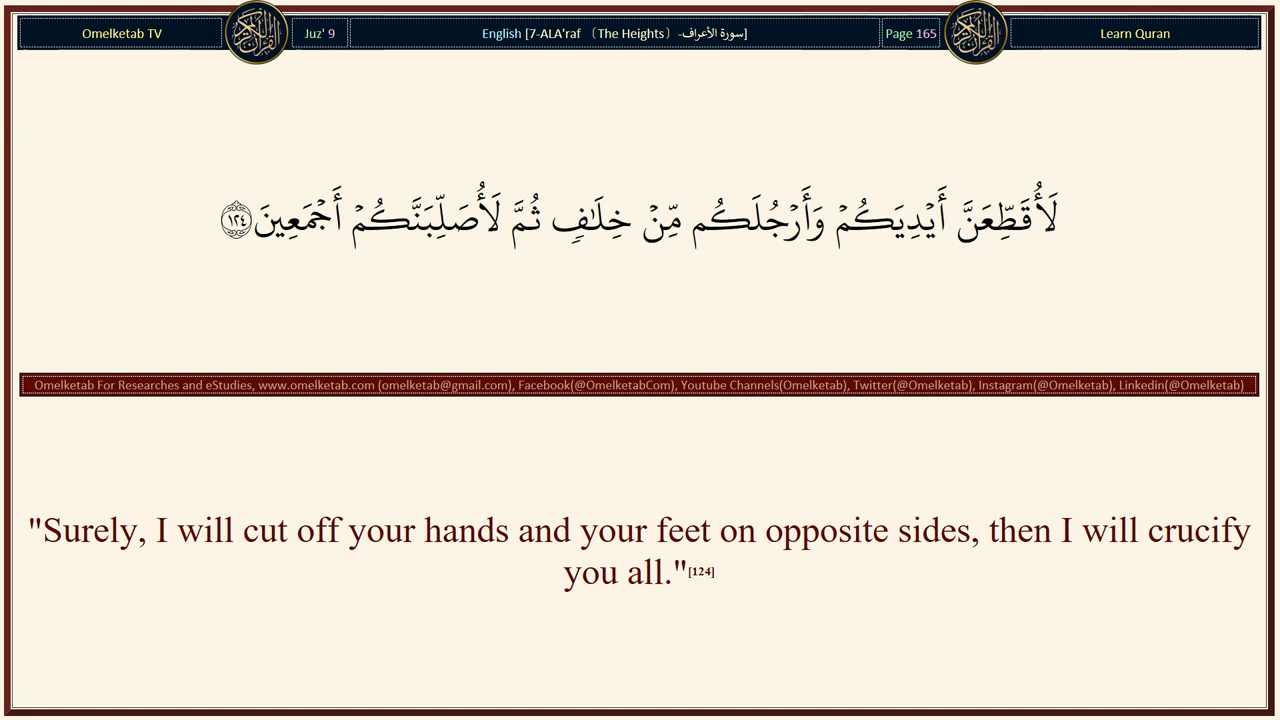 Omelketab TV
Juz' 9
English [7-ALA'raf （The Heights）-سورة الأعراف]
Page 165
Learn Quran
لَأُقَطِّعَنَّ أَيۡدِيَكُمۡ وَأَرۡجُلَكُم مِّنۡ خِلَٰفٖ ثُمَّ لَأُصَلِّبَنَّكُمۡ أَجۡمَعِينَ ١٢٤
Omelketab For Researches and eStudies, www.omelketab.com (omelketab@gmail.com), Facebook(@OmelketabCom), Youtube Channels(Omelketab), Twitter(@Omelketab), Instagram(@Omelketab), Linkedin(@Omelketab)
"Surely, I will cut off your hands and your feet on opposite sides, then I will crucify
you all."[124]